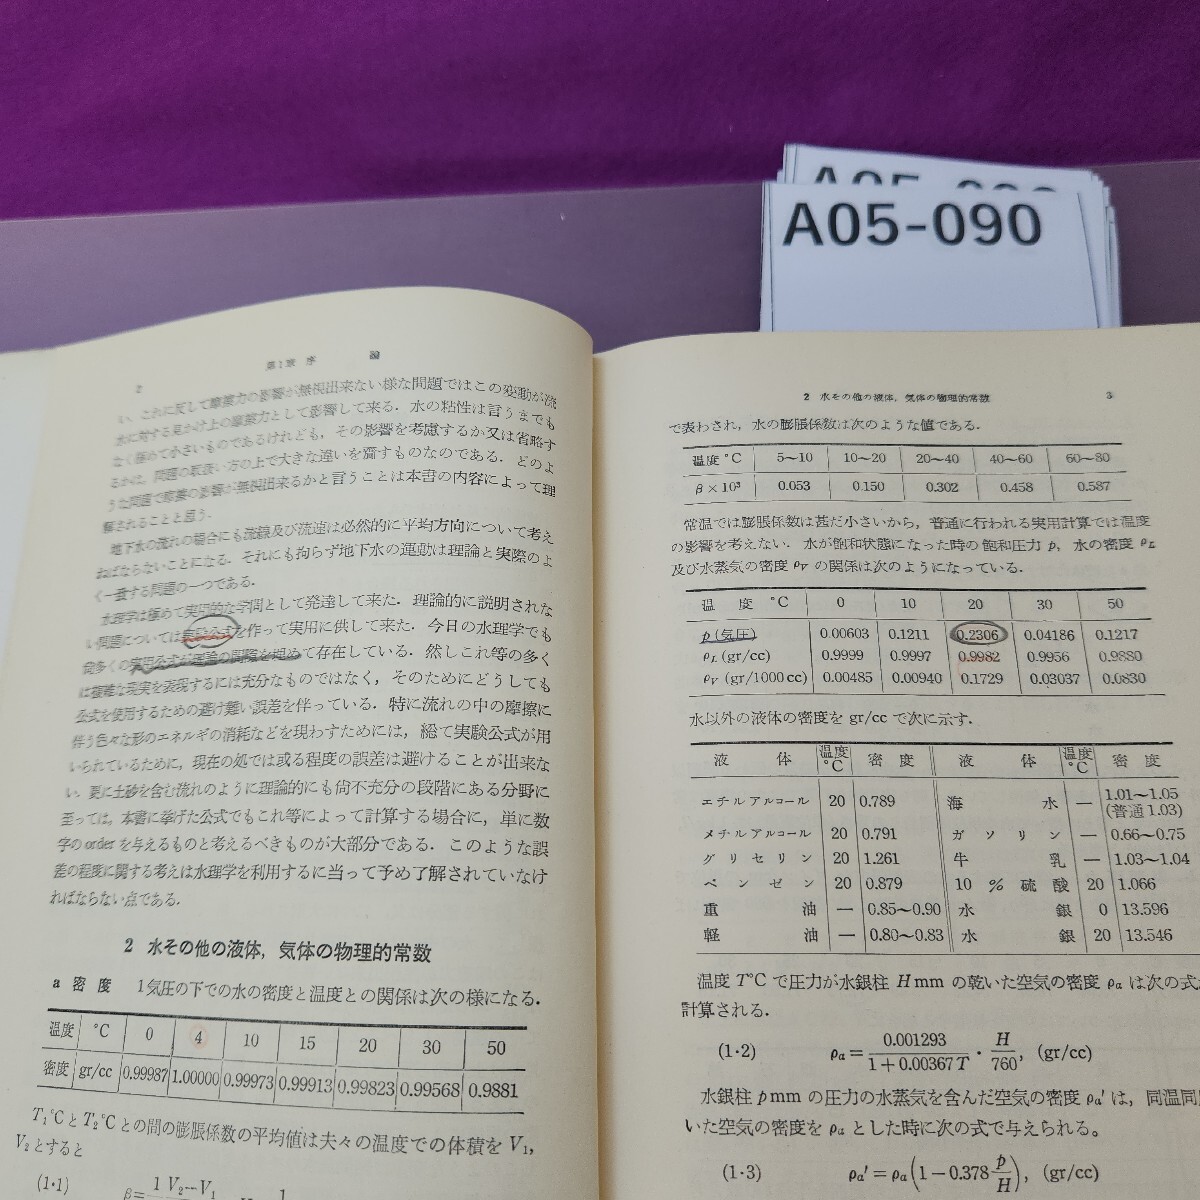 A05-090
2
第1章 序 論
い，これに反して摩擦力の影響が無視出来ない様な問題ではこの変動が流
水に対する見かけ上の摩擦力として影響して来る．水の粘性は言うまでも
なく極めて小さいものであるけれども，その影響を考慮するか又は省略す
るかは，問題の取扱い方の上で大きな違いを齎すものなのである．どのよ
うな問題で摩擦の影響が無視出来るかと言うことは本書の内容によって理
解されることと思う．
地下水の流れの場合にも流線及び流速は必然的に平均方向について考え
ねばならないことになる．それにも拘らず地下水の運動は理論と実際のよ
く一致する問題の一つである．
水理学は極めて実用的な学問として発達して来た．理論的に説明されな
い問題については実験公式を作って実用に供して来た．今日の水理学でも
尚多くの実用公式が理論の間隙を埋めて存在している．然しこれ等の多く
は複雑な現実を表現するには充分なものではなく，そのためにどうしても
公式を使用するための避け難い誤差を伴っている．特に流れの中の摩擦に
伴う色々な形のエネルギの消耗などを現わすためには，総て実験公式が用
いられているために，現在の処では或る程度の誤差は避けることが出来な
い．更に土砂を含む流れのように理論的にも尚不充分の段階にある分野に
至っては，本書に挙げた公式でもこれ等によって計算する場合に，単に数
字の order を与えるものと考えるべきものが大部分である．このような誤
差の程度に関する考えは水理学を利用するに当って予め了解されていなけ
ればならない点である．
2 水その他の液体，気体の物理的常数
a 密 度 1気圧の下での水の密度と温度との関係は次の様になる．
温度 °C 0 4 10 15 20 30 50
密度 gr/cc 0.99987 1.00000 0.99973 0.99913 0.99823 0.99568 0.9881
T₁°C と T₂°C との間の膨脹係数の平均値は夫々の温度での体積を V₁，
V₂ とすると
(1·1)
2 水その他の液体，気体の物理的常数 3
で表わされ，水の膨脹係数は次のような値である．
温度 °C 5〜10 10〜20 20〜40 40〜60 60〜80
β×10³ 0.053 0.150 0.302 0.458 0.587
常温では膨脹係数は甚だ小さいから，普通に行われる実用計算では温度
の影響を考えない．水が飽和状態になった時の飽和圧力 p，水の密度 ρL
及び水蒸気の密度 ρV の関係は次のようになっている．
温 度 °C 0 10 20 30 50
p (気圧) 0.00603 0.1211 0.2306 0.04186 0.1217
ρL (gr/cc) 0.9999 0.9997 0.9982 0.9956 0.9880
ρV (gr/1000 cc) 0.00485 0.00940 0.1729 0.03037 0.0830
水以外の液体の密度を gr/cc で次に示す．
液 体 温度°C 密 度 液 体 温度°C 密 度
エチルアルコール 20 0.789 海 水 — 1.01〜1.05 (普通1.03)
メチルアルコール 20 0.791 ガ ソ リ ン — 0.66〜0.75
グ リ セ リ ン 20 1.261 牛 乳 — 1.03〜1.04
ベ ン ゼ ン 20 0.879 10 % 硫 酸 20 1.066
重 油 — 0.85〜0.90 水 銀 0 13.596
軽 油 — 0.80〜0.83 水 銀 20 13.546
温度 T°C で圧力が水銀柱 H mm の乾いた空気の密度 ρa は次の式
計算される．
(1·2) ρa = 0.001293 / (1+0.00367 T) · H / 760, (gr/cc)
水銀柱 p mm の圧力の水蒸気を含んだ空気の密度 ρa′ は，同温同
いた空気の密度を ρa とした時に次の式で与えられる。
(1·3) ρa′ = ρa (1−0.378 p/H), (gr/cc)